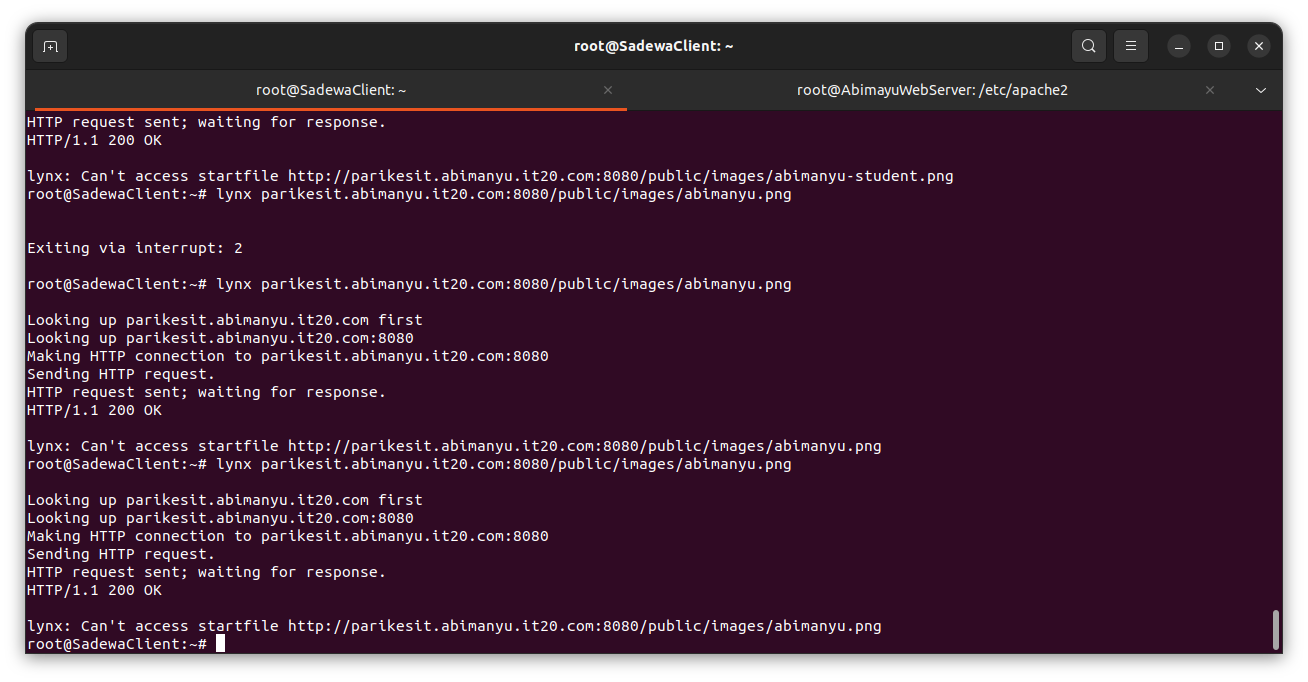 root@SadewaClient: ~
root@SadewaClient: ~
root@AbimayuWebServer: /etc/apache2
HTTP request sent; waiting for response.
HTTP/1.1 200 OK
lynx: Can't access startfile http://parikesit.abimanyu.it20.com:8080/public/images/abimanyu-student.png
root@SadewaClient:~# lynx parikesit.abimanyu.it20.com:8080/public/images/abimanyu.png
Exiting via interrupt: 2
root@SadewaClient:~# lynx parikesit.abimanyu.it20.com:8080/public/images/abimanyu.png
Looking up parikesit.abimanyu.it20.com first
Looking up parikesit.abimanyu.it20.com:8080
Making HTTP connection to parikesit.abimanyu.it20.com:8080
Sending HTTP request.
HTTP request sent; waiting for response.
HTTP/1.1 200 OK
lynx: Can't access startfile http://parikesit.abimanyu.it20.com:8080/public/images/abimanyu.png
root@SadewaClient:~# lynx parikesit.abimanyu.it20.com:8080/public/images/abimanyu.png
Looking up parikesit.abimanyu.it20.com first
Looking up parikesit.abimanyu.it20.com:8080
Making HTTP connection to parikesit.abimanyu.it20.com:8080
Sending HTTP request.
HTTP request sent; waiting for response.
HTTP/1.1 200 OK
lynx: Can't access startfile http://parikesit.abimanyu.it20.com:8080/public/images/abimanyu.png
root@SadewaClient:~#